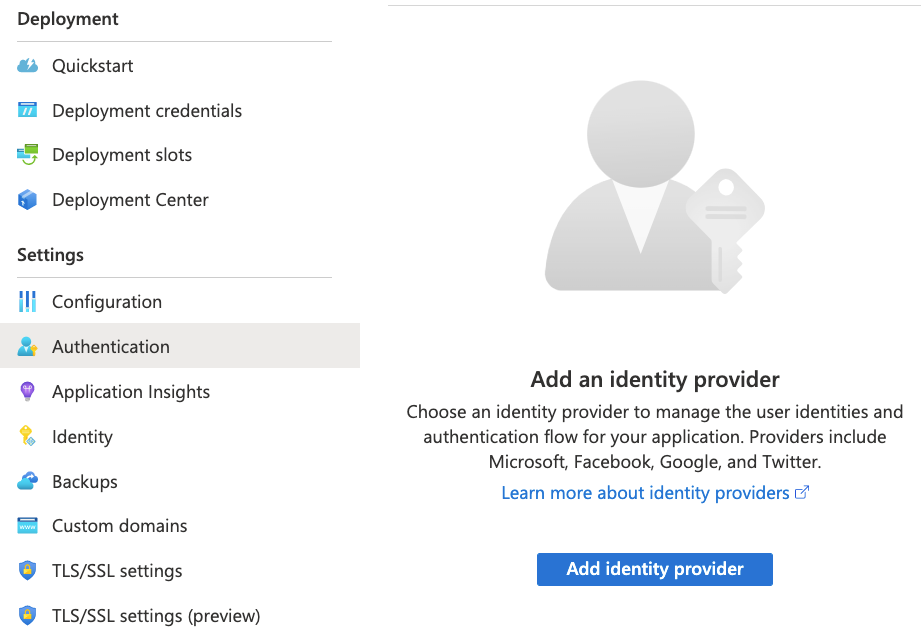 Deployment
Quickstart
Deployment credentials
Deployment slots
Deployment Center
Settings
Configuration
Authentication
Application Insights
Identity
Backups
Custom domains
TLS/SSL settings
TLS/SSL settings (preview)
Add an identity provider
Choose an identity provider to manage the user identities and
authentication flow for your application. Providers include
Microsoft, Facebook, Google, and Twitter.
Learn more about identity providers
Add identity provider